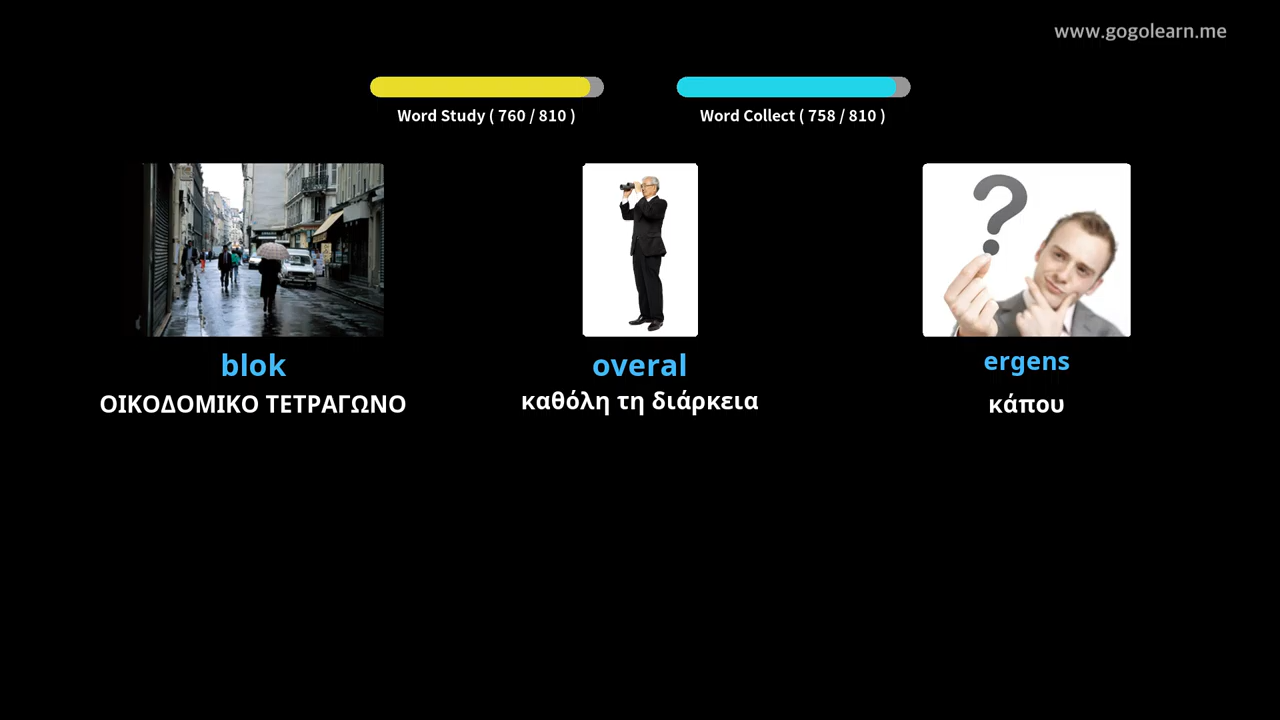 www.gogolearn.me
Word Study ( 760 / 810 )
Word Collect ( 758 / 810 )
blok
overal
ergens
ΟΙΚΟΔΟΜΙΚΟ ΤΕΤΡΑΓΩΝΟ
καθόλη τη διάρκεια
κάπου